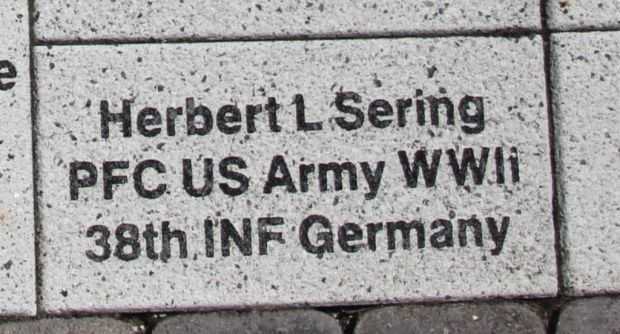 e
Herbert L Sering
PFC US Army WWii
38th INF Germany